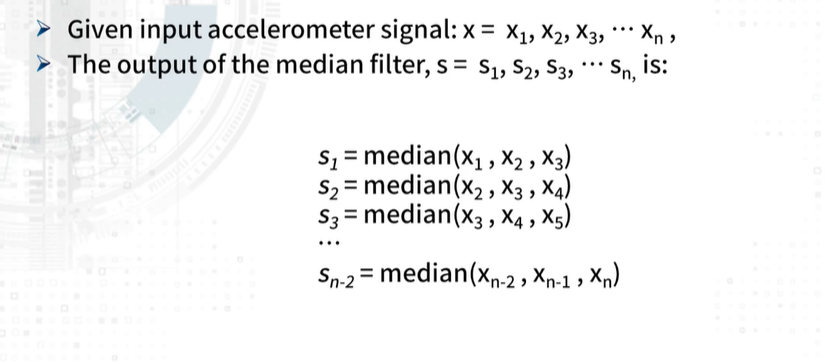 ➢ Given input accelerometer signal: x = x₁, x₂, x₃, ··· xₙ ,
➢ The output of the median filter, s = s₁, s₂, s₃, ··· sₙ, is:
s₁ = median(x₁ , x₂ , x₃)
s₂ = median(x₂ , x₃ , x₄)
s₃ = median(x₃ , x₄ , x₅)
...
sₙ₋₂ = median(xₙ₋₂ , xₙ₋₁ , xₙ)